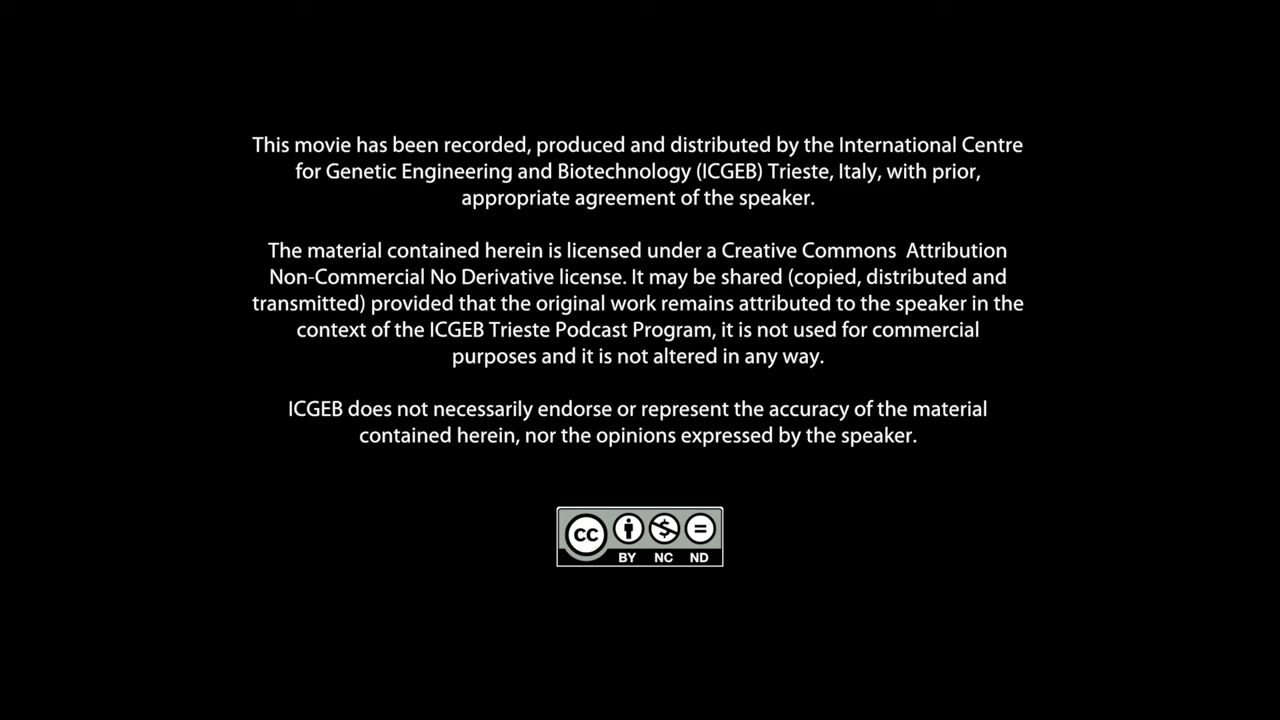 This movie has been recorded, produced and distributed by the International Centre
for Genetic Engineering and Biotechnology (ICGEB) Trieste, Italy, with prior,
appropriate agreement of the speaker.
The material contained herein is licensed under a Creative Commons  Attribution
Non-Commercial No Derivative license. It may be shared (copied, distributed and
transmitted) provided that the original work remains attributed to the speaker in the
context of the ICGEB Trieste Podcast Program, it is not used for commercial
purposes and it is not altered in any way.
ICGEB does not necessarily endorse or represent the accuracy of the material
contained herein, nor the opinions expressed by the speaker.
cc $ =
BY NC ND